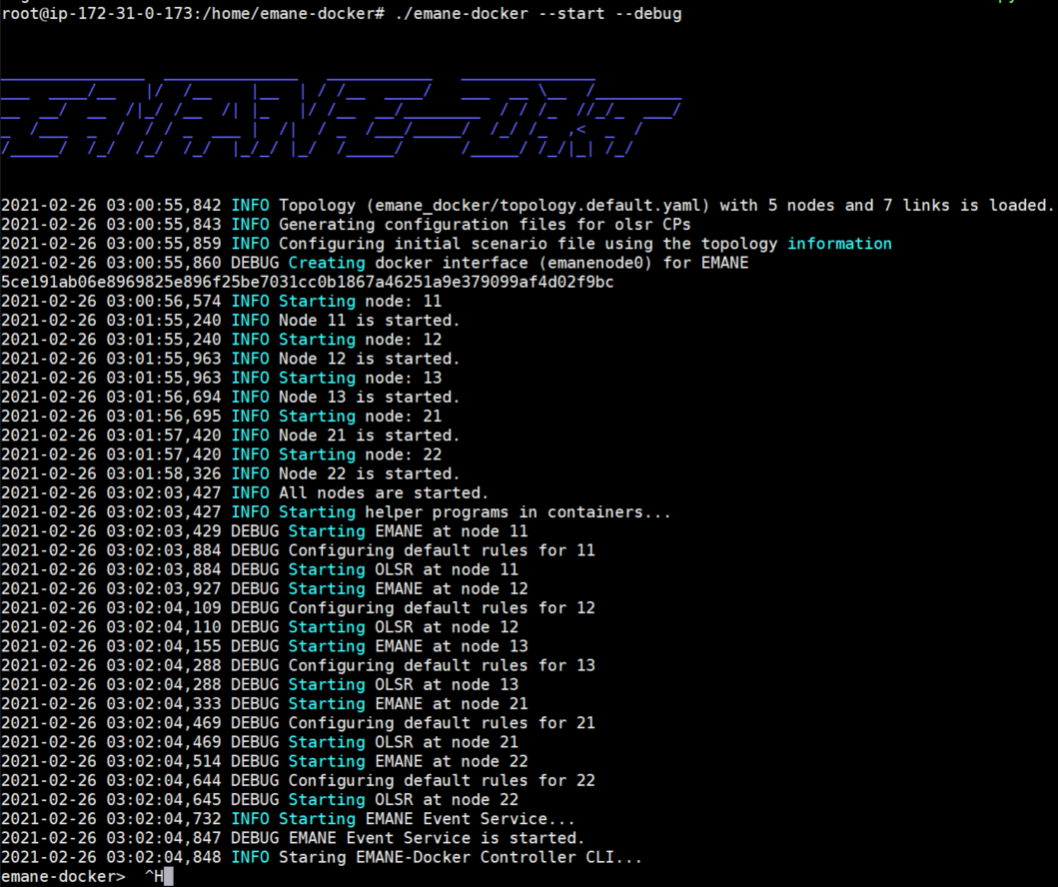 root@ip-172-31-0-173:/home/emane-docker# ./emane-docker --start --debug
EMANE-DKT
2021-02-26 03:00:55,842 INFO Topology (emane_docker/topology.default.yaml) with 5 nodes and 7 links is loaded.
2021-02-26 03:00:55,843 INFO Generating configuration files for olsr CPs
2021-02-26 03:00:55,859 INFO Configuring initial scenario file using the topology information
2021-02-26 03:00:55,860 DEBUG Creating docker interface (emanenode0) for EMANE
5ce191ab06e8969825e896f25be7031cc0b1867a46251a9e379099af4d02f9bc
2021-02-26 03:00:56,574 INFO Starting node: 11
2021-02-26 03:01:55,240 INFO Node 11 is started.
2021-02-26 03:01:55,240 INFO Starting node: 12
2021-02-26 03:01:55,963 INFO Node 12 is started.
2021-02-26 03:01:55,963 INFO Starting node: 13
2021-02-26 03:01:56,694 INFO Node 13 is started.
2021-02-26 03:01:56,695 INFO Starting node: 21
2021-02-26 03:01:57,420 INFO Node 21 is started.
2021-02-26 03:01:57,420 INFO Starting node: 22
2021-02-26 03:01:58,326 INFO Node 22 is started.
2021-02-26 03:02:03,427 INFO All nodes are started.
2021-02-26 03:02:03,427 INFO Starting helper programs in containers...
2021-02-26 03:02:03,429 DEBUG Starting EMANE at node 11
2021-02-26 03:02:03,884 DEBUG Configuring default rules for 11
2021-02-26 03:02:03,884 DEBUG Starting OLSR at node 11
2021-02-26 03:02:03,927 DEBUG Starting EMANE at node 12
2021-02-26 03:02:04,109 DEBUG Configuring default rules for 12
2021-02-26 03:02:04,110 DEBUG Starting OLSR at node 12
2021-02-26 03:02:04,155 DEBUG Starting EMANE at node 13
2021-02-26 03:02:04,288 DEBUG Configuring default rules for 13
2021-02-26 03:02:04,288 DEBUG Starting OLSR at node 13
2021-02-26 03:02:04,333 DEBUG Starting EMANE at node 21
2021-02-26 03:02:04,469 DEBUG Configuring default rules for 21
2021-02-26 03:02:04,469 DEBUG Starting OLSR at node 21
2021-02-26 03:02:04,514 DEBUG Starting EMANE at node 22
2021-02-26 03:02:04,644 DEBUG Configuring default rules for 22
2021-02-26 03:02:04,645 DEBUG Starting OLSR at node 22
2021-02-26 03:02:04,732 INFO Starting EMANE Event Service...
2021-02-26 03:02:04,847 DEBUG EMANE Event Service is started.
2021-02-26 03:02:04,848 INFO Staring EMANE-Docker Controller CLI...
emane-docker> ^H